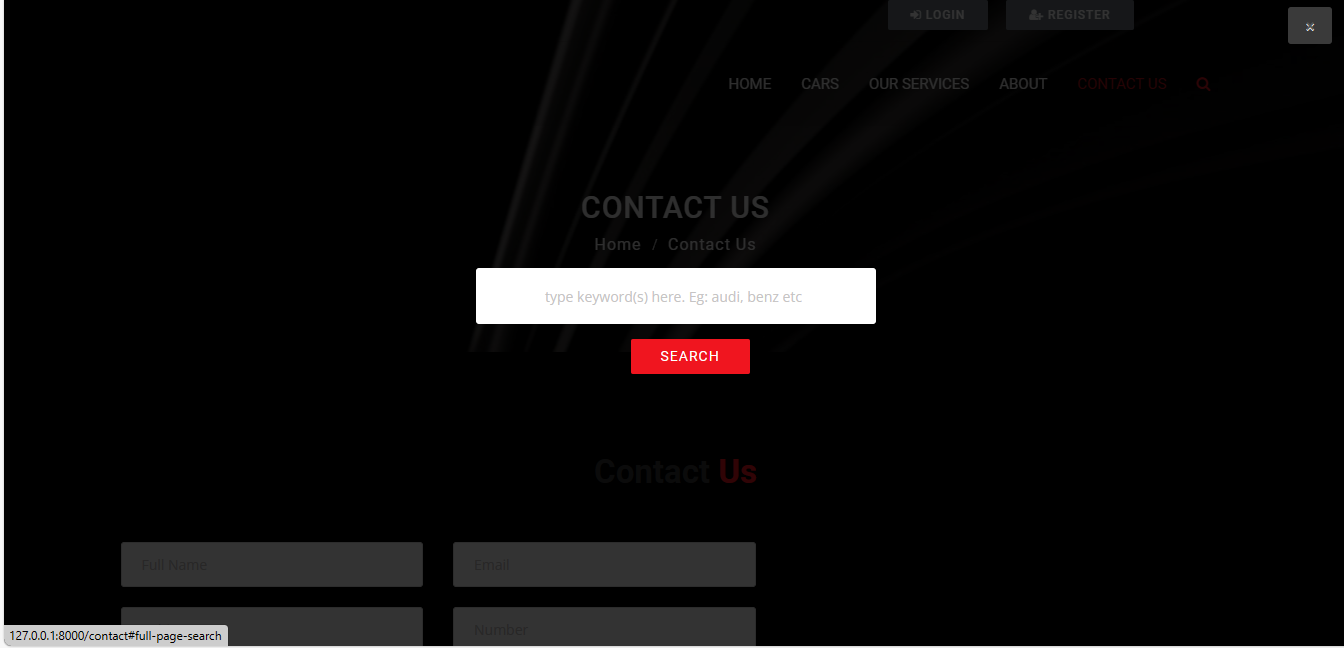 LOGIN REGISTER
×
HOME CARS OUR SERVICES ABOUT CONTACT US
CONTACT US
Home / Contact Us
type keyword(s) here. Eg: audi, benz etc
SEARCH
Contact Us
Full Name Email
Number
127.0.0.1:8000/contact#full-page-search